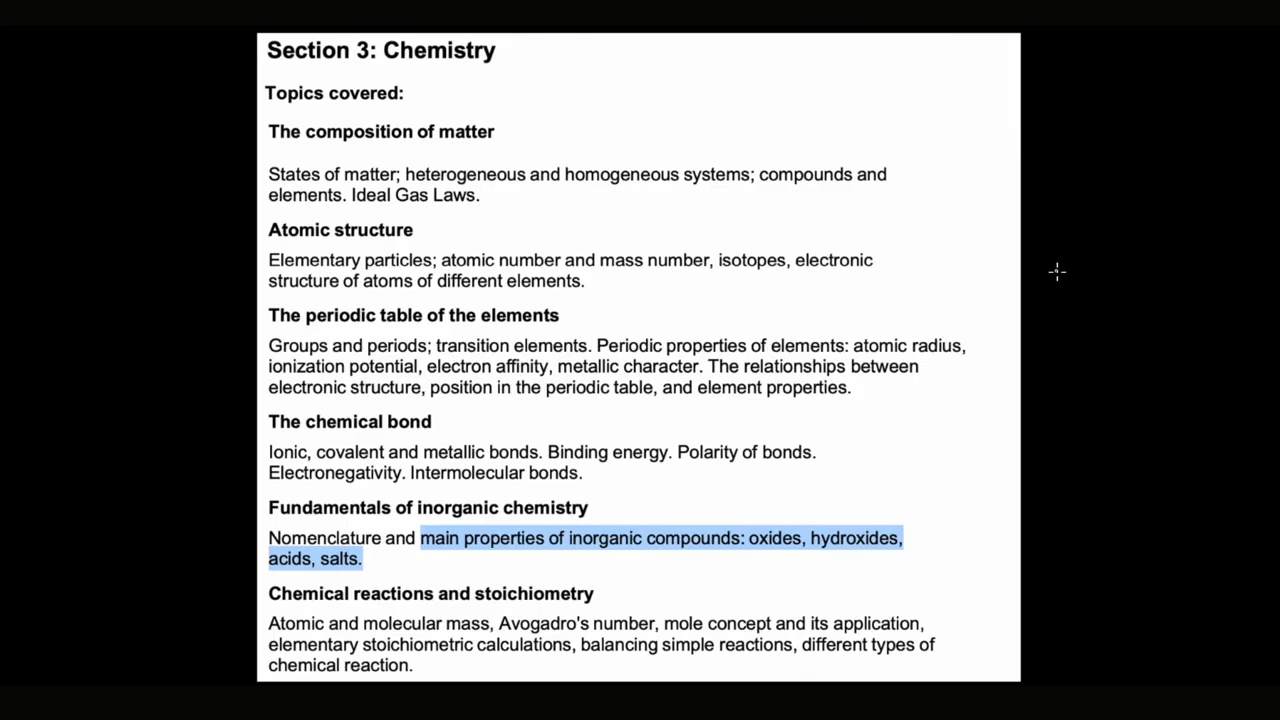 Section 3: Chemistry
Topics covered:
The composition of matter
States of matter; heterogeneous and homogeneous systems; compounds and
elements. Ideal Gas Laws.
Atomic structure
Elementary particles; atomic number and mass number, isotopes, electronic
structure of atoms of different elements.
The periodic table of the elements
Groups and periods; transition elements. Periodic properties of elements: atomic radius,
ionization potential, electron affinity, metallic character. The relationships between
electronic structure, position in the periodic table, and element properties.
The chemical bond
Ionic, covalent and metallic bonds. Binding energy. Polarity of bonds.
Electronegativity. Intermolecular bonds.
Fundamentals of inorganic chemistry
Nomenclature and main properties of inorganic compounds: oxides, hydroxides,
acids, salts.
Chemical reactions and stoichiometry
Atomic and molecular mass, Avogadro's number, mole concept and its application,
elementary stoichiometric calculations, balancing simple reactions, different types of
chemical reaction.